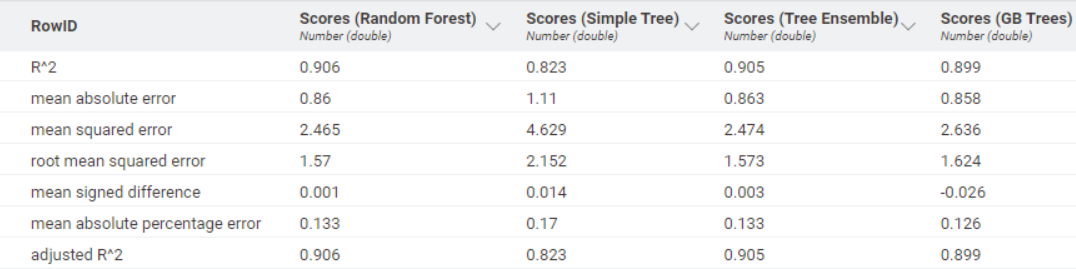 RowID Scores (Random Forest) Scores (Simple Tree) Scores (Tree Ensemble) Scores (GB Trees)
Number (double) Number (double) Number (double) Number (double)
R^2 0.906 0.823 0.905 0.899
mean absolute error 0.86 1.11 0.863 0.858
mean squared error 2.465 4.629 2.474 2.636
root mean squared error 1.57 2.152 1.573 1.624
mean signed difference 0.001 0.014 0.003 -0.026
mean absolute percentage error 0.133 0.17 0.133 0.126
adjusted R^2 0.906 0.823 0.905 0.899